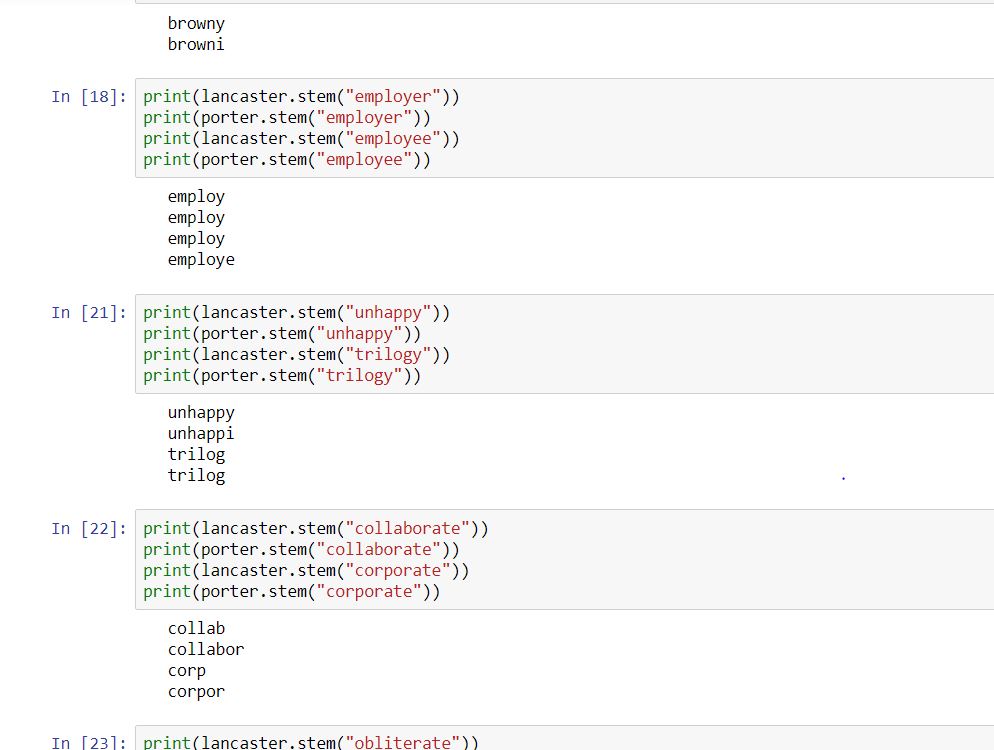 browny
browni
In [18]: print(lancaster.stem("employer"))
print(porter.stem("employer"))
print(lancaster.stem("employee"))
print(porter.stem("employee"))
employ
employ
employ
employe
In [21]: print(lancaster.stem("unhappy"))
print(porter.stem("unhappy"))
print(lancaster.stem("trilogy"))
print(porter.stem("trilogy"))
unhappy
unhappi
trilog
trilog
In [22]: print(lancaster.stem("collaborate"))
print(porter.stem("collaborate"))
print(lancaster.stem("corporate"))
print(porter.stem("corporate"))
collab
collabor
corp
corpor
In [23]: print(lancaster.stem("obliterate"))